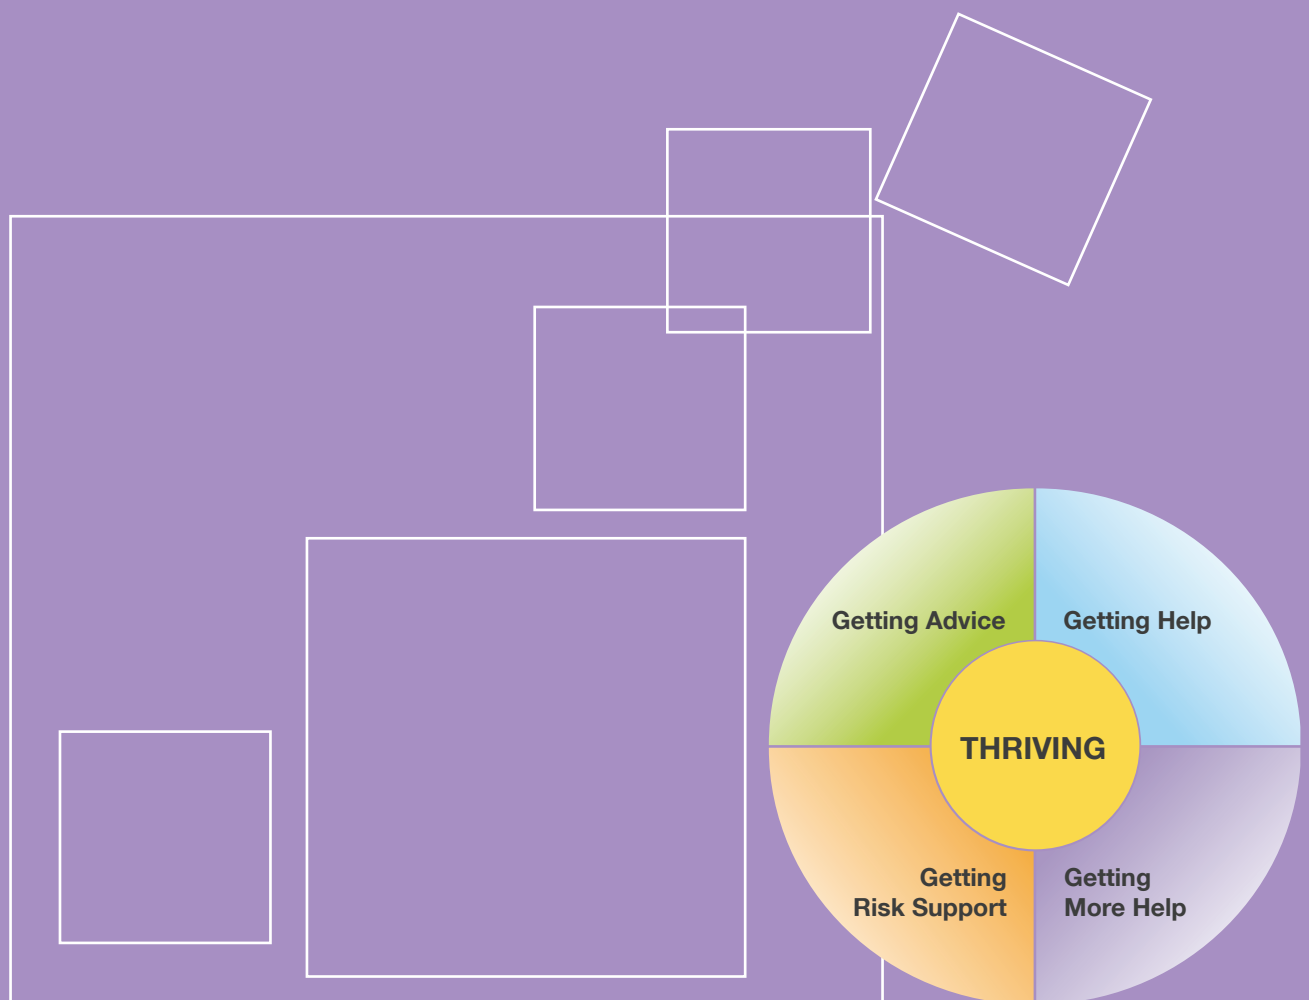 Getting Advice
Getting Help
THRIVING
Getting
Risk Support
Getting
More Help